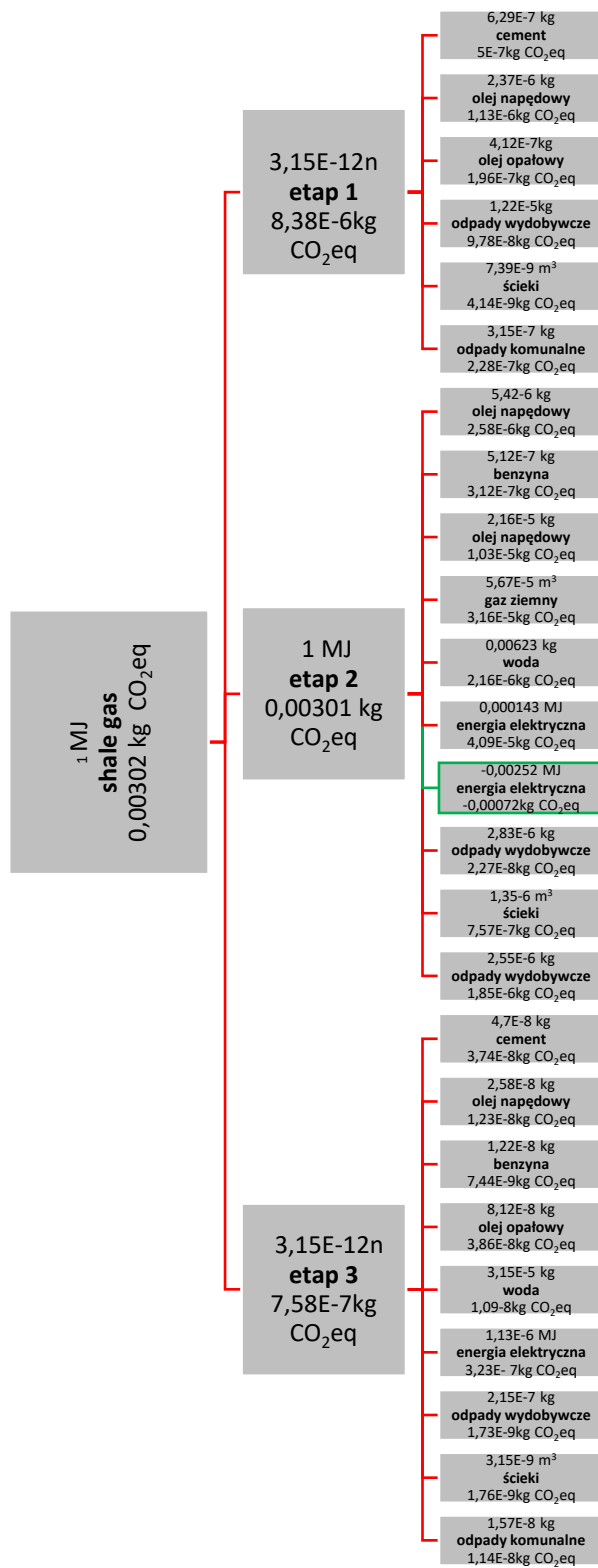 1 MJ
shale gas
0,00302 kg CO₂eq
3,15E-12n
etap 1
8,38E-6kg
CO₂eq
6,29E-7 kg
cement
5E-7kg CO₂eq
2,37E-6 kg
olej napędowy
1,13E-6kg CO₂eq
4,12E-7kg
olej opałowy
1,96E-7kg CO₂eq
1,22E-5kg
odpady wydobywcze
9,78E-8kg CO₂eq
7,39E-9 m³
ścieki
4,14E-9kg CO₂eq
3,15E-7 kg
odpady komunalne
2,28E-7kg CO₂eq
1 MJ
etap 2
0,00301 kg
CO₂eq
5,42-6 kg
olej napędowy
2,58E-6kg CO₂eq
5,12E-7 kg
benzyna
3,12E-7kg CO₂eq
2,16E-5 kg
olej napędowy
1,03E-5kg CO₂eq
5,67E-5 m³
gaz ziemny
3,16E-5kg CO₂eq
0,00623 kg
woda
2,16E-6kg CO₂eq
0,000143 MJ
energia elektryczna
4,09E-5kg CO₂eq
-0,00252 MJ
energia elektryczna
-0,00072kg CO₂eq
2,83E-6 kg
odpady wydobywcze
2,27E-8kg CO₂eq
1,35-6 m³
ścieki
7,57E-7kg CO₂eq
2,55E-6 kg
odpady wydobywcze
1,85E-6kg CO₂eq
3,15E-12n
etap 3
7,58E-7kg
CO₂eq
4,7E-8 kg
cement
3,74E-8kg CO₂eq
2,58E-8 kg
olej napędowy
1,23E-8kg CO₂eq
1,22E-8 kg
benzyna
7,44E-9kg CO₂eq
8,12E-8 kg
olej opałowy
3,86E-8kg CO₂eq
3,15E-5 kg
woda
1,09-8kg CO₂eq
1,13E-6 MJ
energia elektryczna
3,23E- 7kg CO₂eq
2,15E-7 kg
odpady wydobywcze
1,73E-9kg CO₂eq
3,15E-9 m³
ścieki
1,76E-9kg CO₂eq
1,57E-8 kg
odpady komunalne
1,14E-8kg CO₂eq